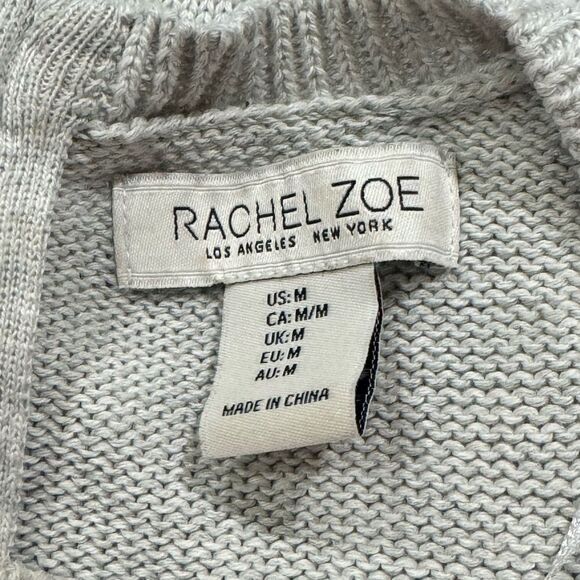 RACHEL ZOE
LOS ANGELES NEW YORK
US: M
CA: M/M
UK: M
EU: M
AU: M
MADE IN CHINA